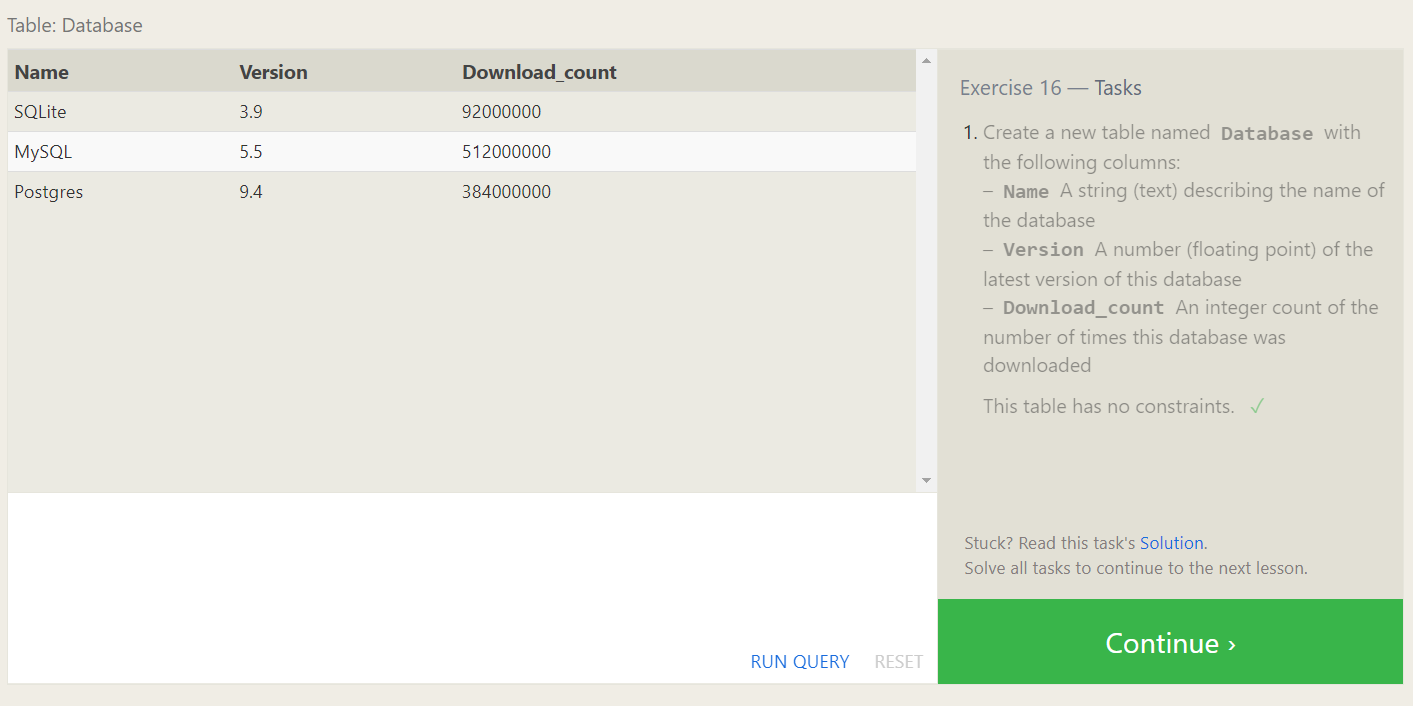 Table: Database
Name Version Download_count
SQLite 3.9 92000000
MySQL 5.5 512000000
Postgres 9.4 384000000
RUN QUERY RESET
Exercise 16 — Tasks
1. Create a new table named Database with
the following columns:
– Name A string (text) describing the name of
the database
– Version A number (floating point) of the
latest version of this database
– Download_count An integer count of the
number of times this database was
downloaded
This table has no constraints. ✓
Stuck? Read this task's Solution.
Solve all tasks to continue to the next lesson.
Continue ›